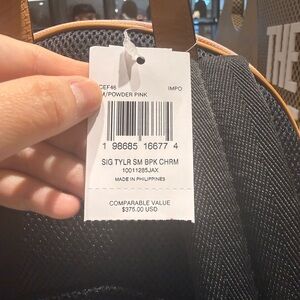 CEF46 IMPO
M/POWDER PINK
1 98685 16677 4
SIG TYLR SM BPK CHRM
10011285JAX
MADE IN PHILIPPINES
COMPARABLE VALUE
$375.00 USD
THE